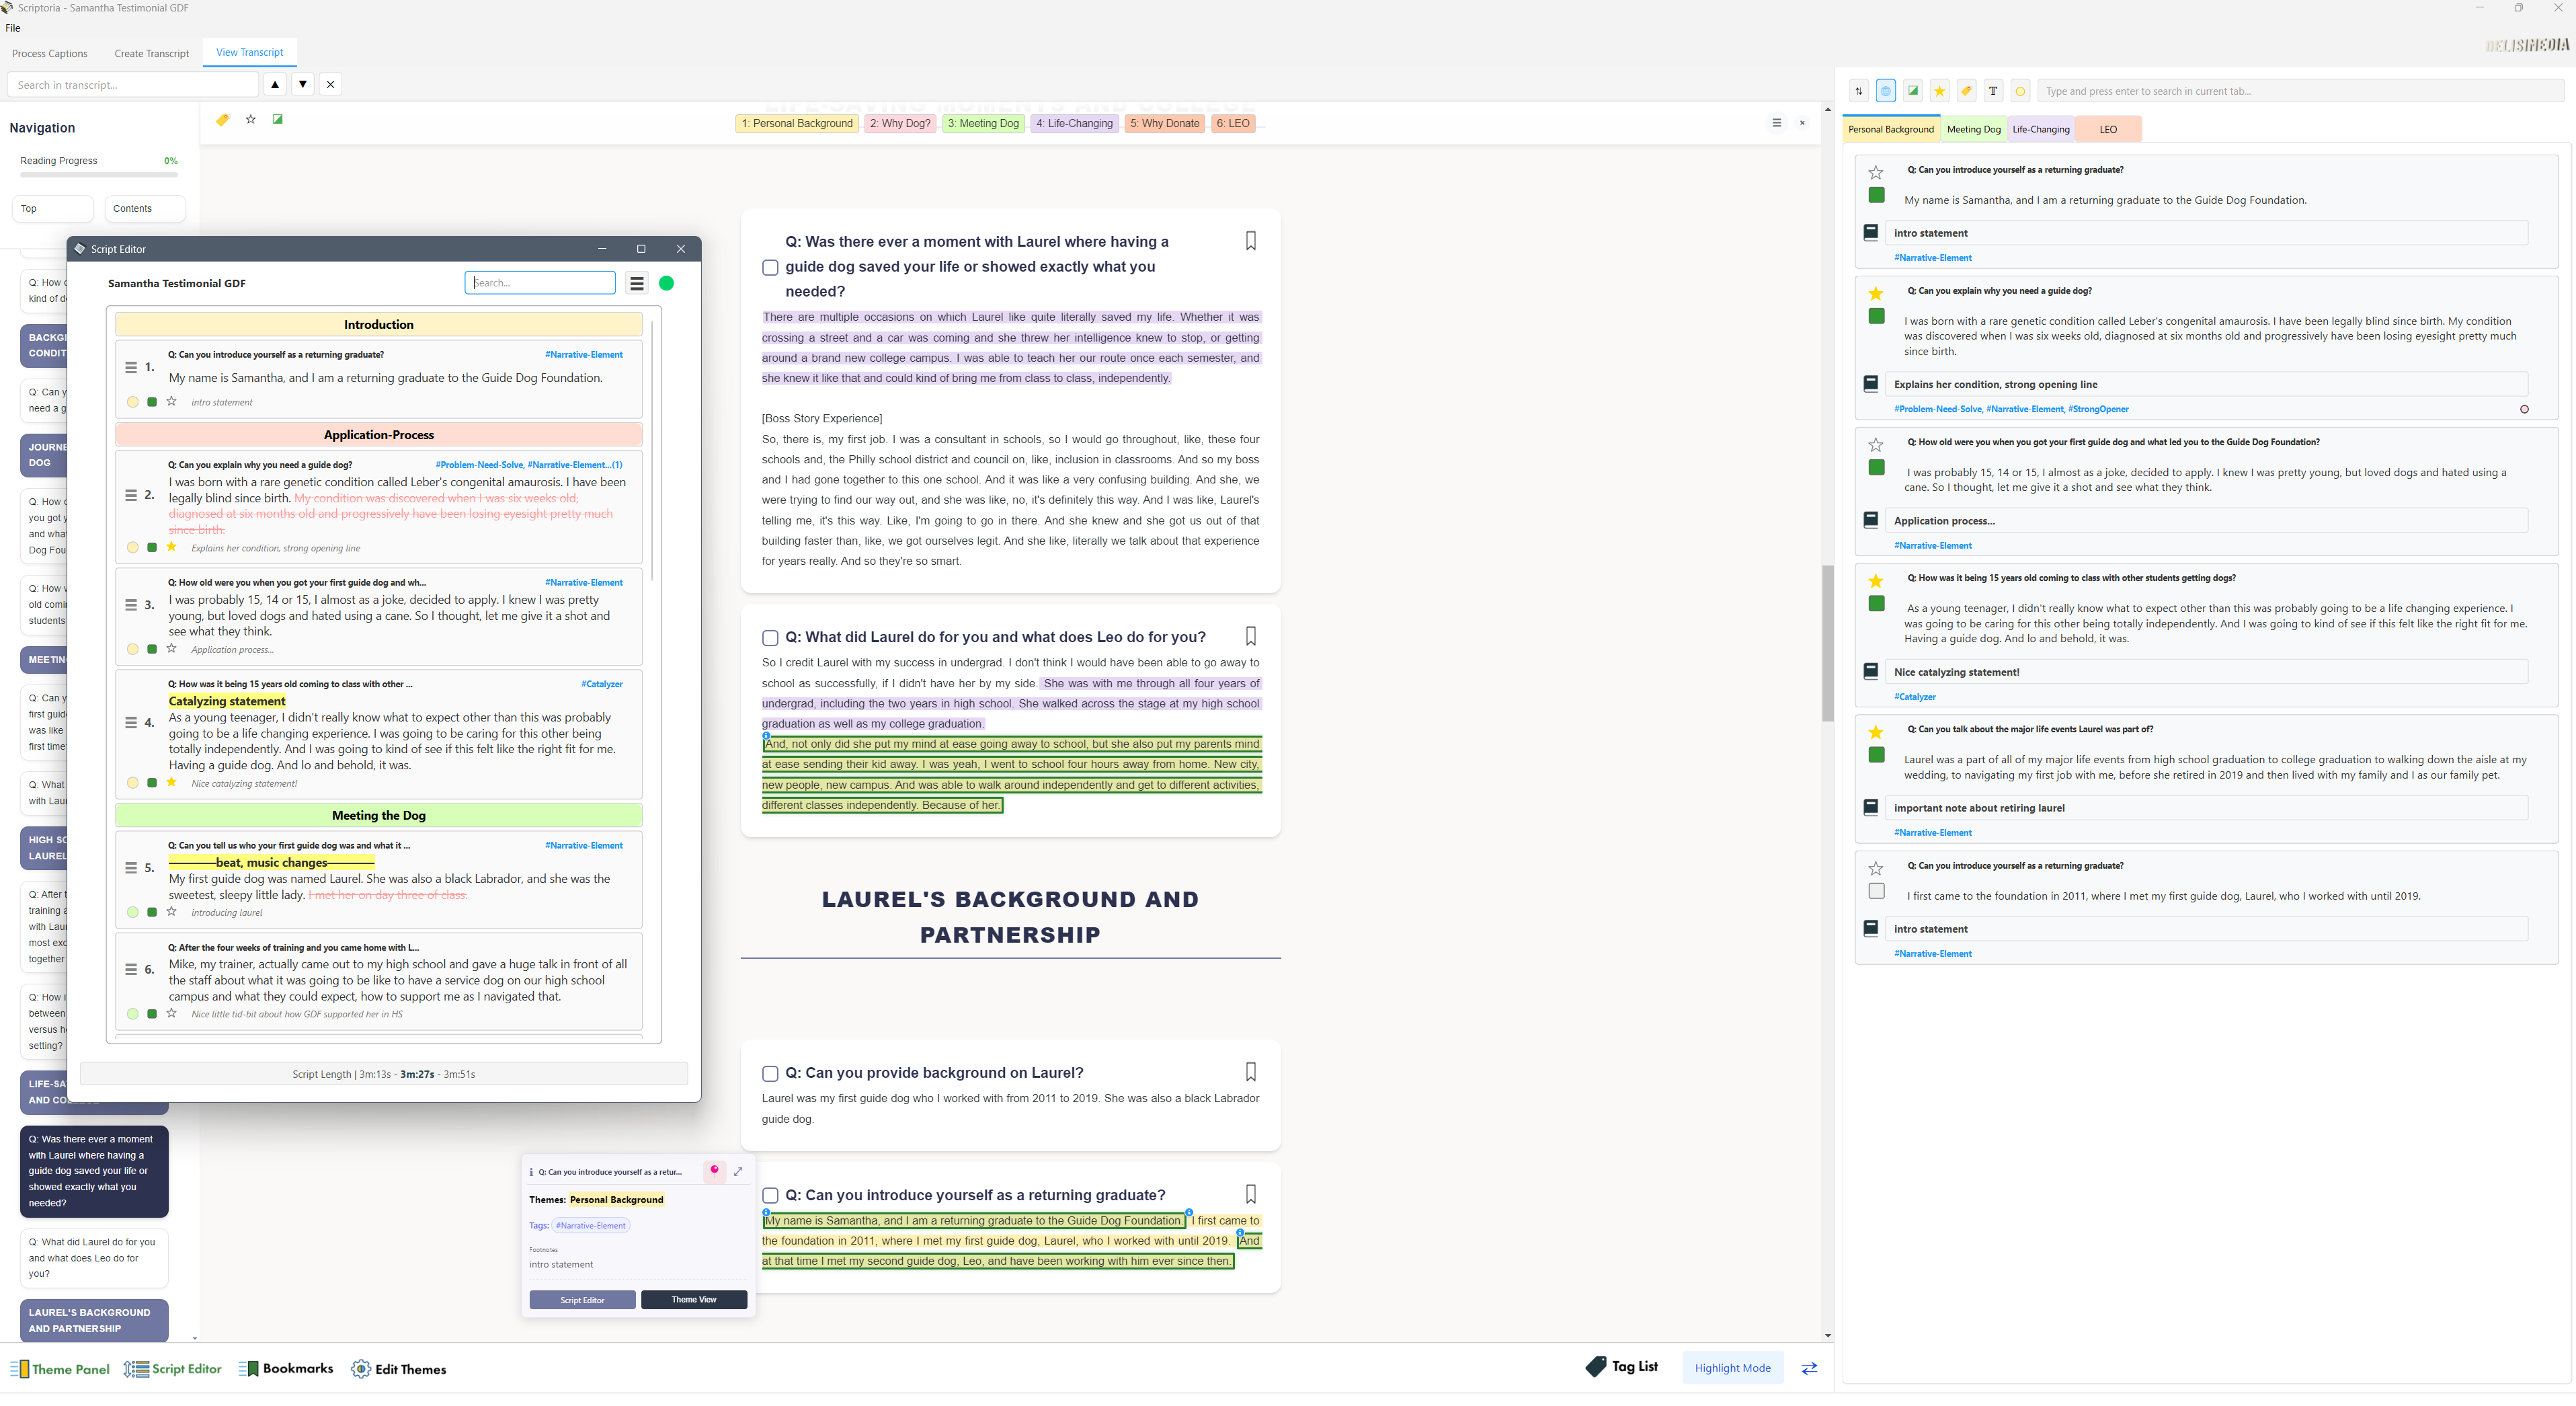 Scriptoria - Samantha Testimonial GDF
File
Process Captions
Create Transcript
View Transcript
DELISIMEDIA
Search in transcript...
Navigation
Reading Progress
0%
Top
Contents
Q: How
kind of d
BACKG
CONDIT
Q: Can y
need a g
JOURNE
DOG
Q: How
you got y
and wha
Dog Fou
Q: How
old comi
students
MEETIN
Q: Can y
first guid
was like
first time
Q: What
with Lau
HIGH SC
LAUREL
Q: After t
training a
with Lau
most exc
together
Q: How i
between
versus h
setting?
LIFE-SA
AND CO
Q: Was there ever a moment
with Laurel where having a
guide dog saved your life or
showed exactly what you
needed?
Q: What did Laurel do for you
and what does Leo do for
you?
LAUREL'S BACKGROUND
AND PARTNERSHIP
Script Editor
Samantha Testimonial GDF
Search...
Introduction
Q: Can you introduce yourself as a returning graduate?
#Narrative-Element
1.
My name is Samantha, and I am a returning graduate to the Guide Dog Foundation.
intro statement
Application-Process
Q: Can you explain why you need a guide dog?
#Problem-Need-Solve, #Narrative-Element...(1)
2.
I was born with a rare genetic condition called Leber's congenital amaurosis. I have been
legally blind since birth. My condition was discovered when I was six weeks old,
diagnosed at six months old and progressively have been losing eyesight pretty much
since birth.
Explains her condition, strong opening line
Q: How old were you when you got your first guide dog and wh...
#Narrative-Element
3.
I was probably 15, 14 or 15, I almost as a joke, decided to apply. I knew I was pretty
young, but loved dogs and hated using a cane. So I thought, let me give it a shot and
see what they think.
Application process...
Q: How was it being 15 years old coming to class with other ...
#Catalyzer
Catalyzing statement
4.
As a young teenager, I didn't really know what to expect other than this was probably
going to be a life changing experience. I was going to be caring for this other being
totally independently. And I was going to kind of see if this felt like the right fit for me.
Having a guide dog. And lo and behold, it was.
Nice catalyzing statement!
Meeting the Dog
Q: Can you tell us who your first guide dog was and what it ...
#Narrative-Element
————beat, music changes————
5.
My first guide dog was named Laurel. She was also a black Labrador, and she was the
sweetest, sleepy little lady. I met her on day three of class.
introducing laurel
Q: After the four weeks of training and you came home with L...
6.
Mike, my trainer, actually came out to my high school and gave a huge talk in front of all
the staff about what it was going to be like to have a service dog on our high school
campus and what they could expect, how to support me as I navigated that.
Nice little tid-bit about how GDF supported her in HS
Script Length | 3m:13s - 3m:27s - 3m:51s
LIFE-SAVING MOMENTS AND COLLEGE
1: Personal Background
2: Why Dog?
3: Meeting Dog
4: Life-Changing
5: Why Donate
6: LEO
Q: Was there ever a moment with Laurel where having a
guide dog saved your life or showed exactly what you
needed?
There are multiple occasions on which Laurel like quite literally saved my life. Whether it was
crossing a street and a car was coming and she threw her intelligence knew to stop, or getting
around a brand new college campus. I was able to teach her our route once each semester, and
she knew it like that and could kind of bring me from class to class, independently.
[Boss Story Experience]
So, there is, my first job. I was a consultant in schools, so I would go throughout, like, these four
schools and, the Philly school district and council on, like, inclusion in classrooms. And so my boss
and I had gone together to this one school. And it was like a very confusing building. And she, we
were trying to find our way out, and she was like, no, it's definitely this way. And I was like, Laurel's
telling me, it's this way. Like, I'm going to go in there. And she knew and she got us out of that
building faster than, like, we got ourselves legit. And she like, literally we talk about that experience
for years really. And so they're so smart.
Q: What did Laurel do for you and what does Leo do for you?
So I credit Laurel with my success in undergrad. I don't think I would have been able to go away to
school as successfully, if I didn't have her by my side. She was with me through all four years of
undergrad, including the two years in high school. She walked across the stage at my high school
graduation as well as my college graduation.
And, not only did she put my mind at ease going away to school, but she also put my parents mind
at ease sending their kid away. I was yeah, I went to school four hours away from home. New city,
new people, new campus. And was able to walk around independently and get to different activities,
different classes independently. Because of her.
LAUREL'S BACKGROUND AND
PARTNERSHIP
Q: Can you provide background on Laurel?
Laurel was my first guide dog who I worked with from 2011 to 2019. She was also a black Labrador
guide dog.
Q: Can you introduce yourself as a returning graduate?
My name is Samantha, and I am a returning graduate to the Guide Dog Foundation. I first came to
the foundation in 2011, where I met my first guide dog, Laurel, who I worked with until 2019. And
at that time I met my second guide dog, Leo, and have been working with him ever since then.
Q: Can you introduce yourself as a retur...
Themes: Personal Background
Tags: #Narrative-Element
Footnotes
intro statement
Script Editor
Theme View
Theme Panel
Script Editor
Bookmarks
Edit Themes
Tag List
Highlight Mode
T
Type and press enter to search in current tab...
Personal Background
Meeting Dog
Life-Changing
LEO
Q: Can you introduce yourself as a returning graduate?
My name is Samantha, and I am a returning graduate to the Guide Dog Foundation.
intro statement
#Narrative-Element
Q: Can you explain why you need a guide dog?
I was born with a rare genetic condition called Leber's congenital amaurosis. I have been legally blind since birth. My condition
was discovered when I was six weeks old, diagnosed at six months old and progressively have been losing eyesight pretty much
since birth.
Explains her condition, strong opening line
#Problem-Need-Solve, #Narrative-Element, #StrongOpener
Q: How old were you when you got your first guide dog and what led you to the Guide Dog Foundation?
I was probably 15, 14 or 15, I almost as a joke, decided to apply. I knew I was pretty young, but loved dogs and hated using a
cane. So I thought, let me give it a shot and see what they think.
Application process...
#Narrative-Element
Q: How was it being 15 years old coming to class with other students getting dogs?
As a young teenager, I didn't really know what to expect other than this was probably going to be a life changing experience. I
was going to be caring for this other being totally independently. And I was going to kind of see if this felt like the right fit for me.
Having a guide dog. And lo and behold, it was.
Nice catalyzing statement!
#Catalyzer
Q: Can you talk about the major life events Laurel was part of?
Laurel was a part of all of my major life events from high school graduation to college graduation to walking down the aisle at my
wedding, to navigating my first job with me, before she retired in 2019 and then lived with my family and I as our family pet.
important note about retiring laurel
#Narrative-Element
Q: Can you introduce yourself as a returning graduate?
I first came to the foundation in 2011, where I met my first guide dog, Laurel, who I worked with until 2019.
intro statement
#Narrative-Element